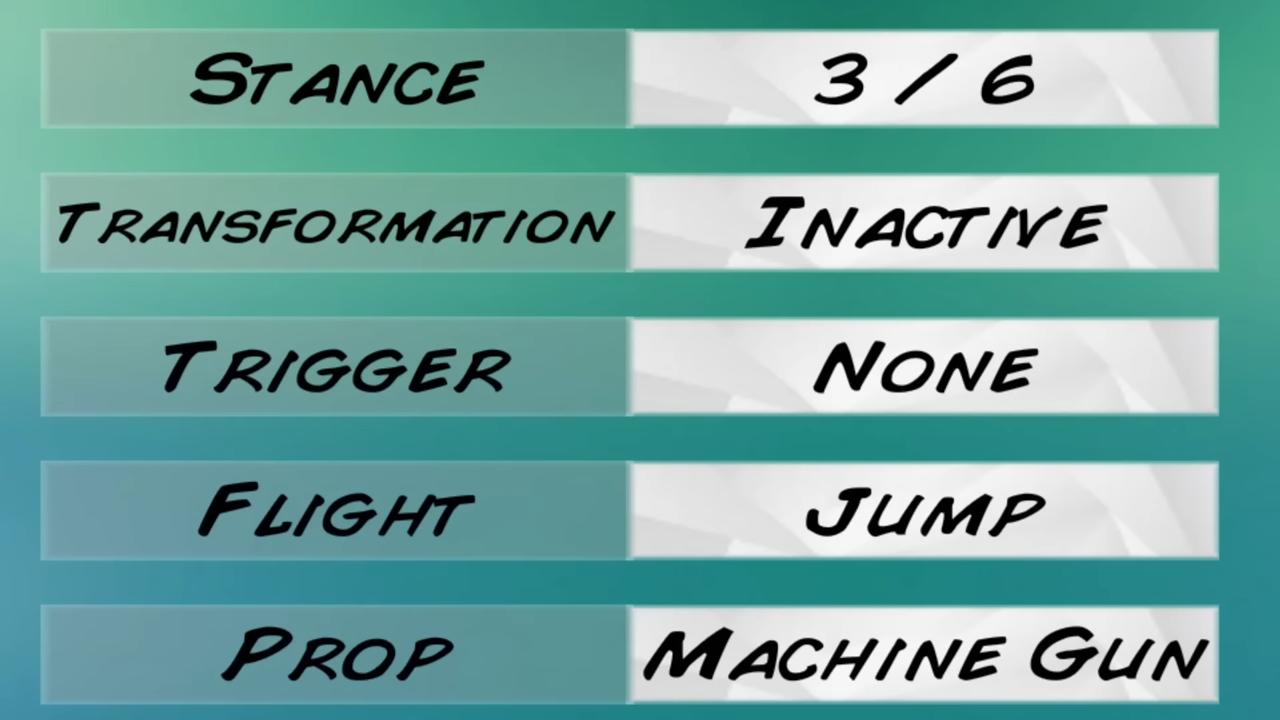 Stance 3 / 6
Transformation Inactive
Trigger None
Flight Jump
Prop Machine Gun